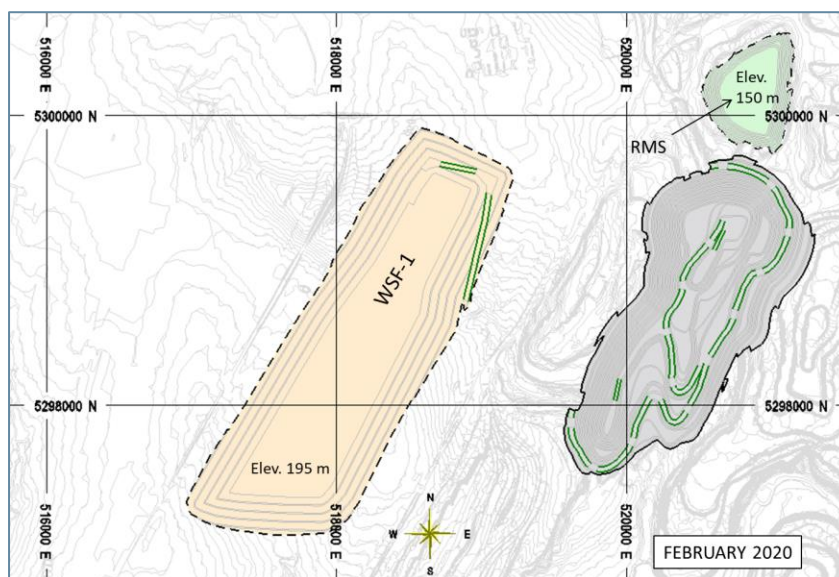 516000 E
518000 E
520000 E
5300000 N
5300000 N
Elev.
150 m
RMS
WSF-1
5298000 N
5298000 N
Elev. 195 m
N
W
E
S
516000 E
518000 E
520000 E
FEBRUARY 2020